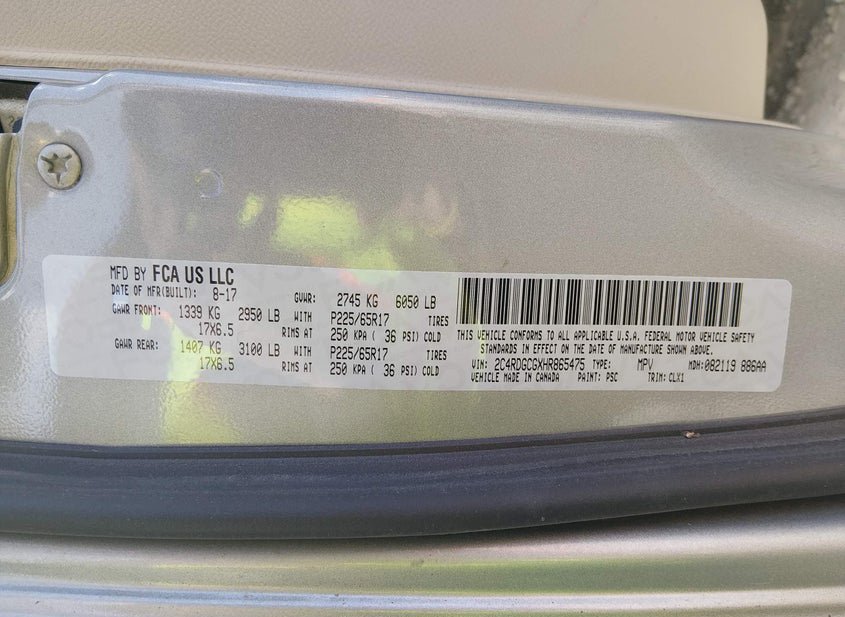 MFD BY FCA US LLC
DATE OF MFR(BUILT): 8-17 GVWR: 2745 KG 6050 LB
GAWR FRONT: 1339 KG 2950 LB WITH P225/65R17 TIRES
17X6.5 RIMS AT 250 KPA ( 36 PSI) COLD
GAWR REAR: 1407 KG 3100 LB WITH P225/65R17 TIRES
17X6.5 RIMS AT 250 KPA ( 36 PSI) COLD
THIS VEHICLE CONFORMS TO ALL APPLICABLE U.S.A. FEDERAL MOTOR VEHICLE SAFETY
STANDARDS IN EFFECT ON THE DATE OF MANUFACTURE SHOWN ABOVE.
VIN: 2C4RDGCGXHR865475 TYPE: MPV MDH:082119 886AA
VEHICLE MADE IN CANADA PAINT: PSC TRIM: CLX1